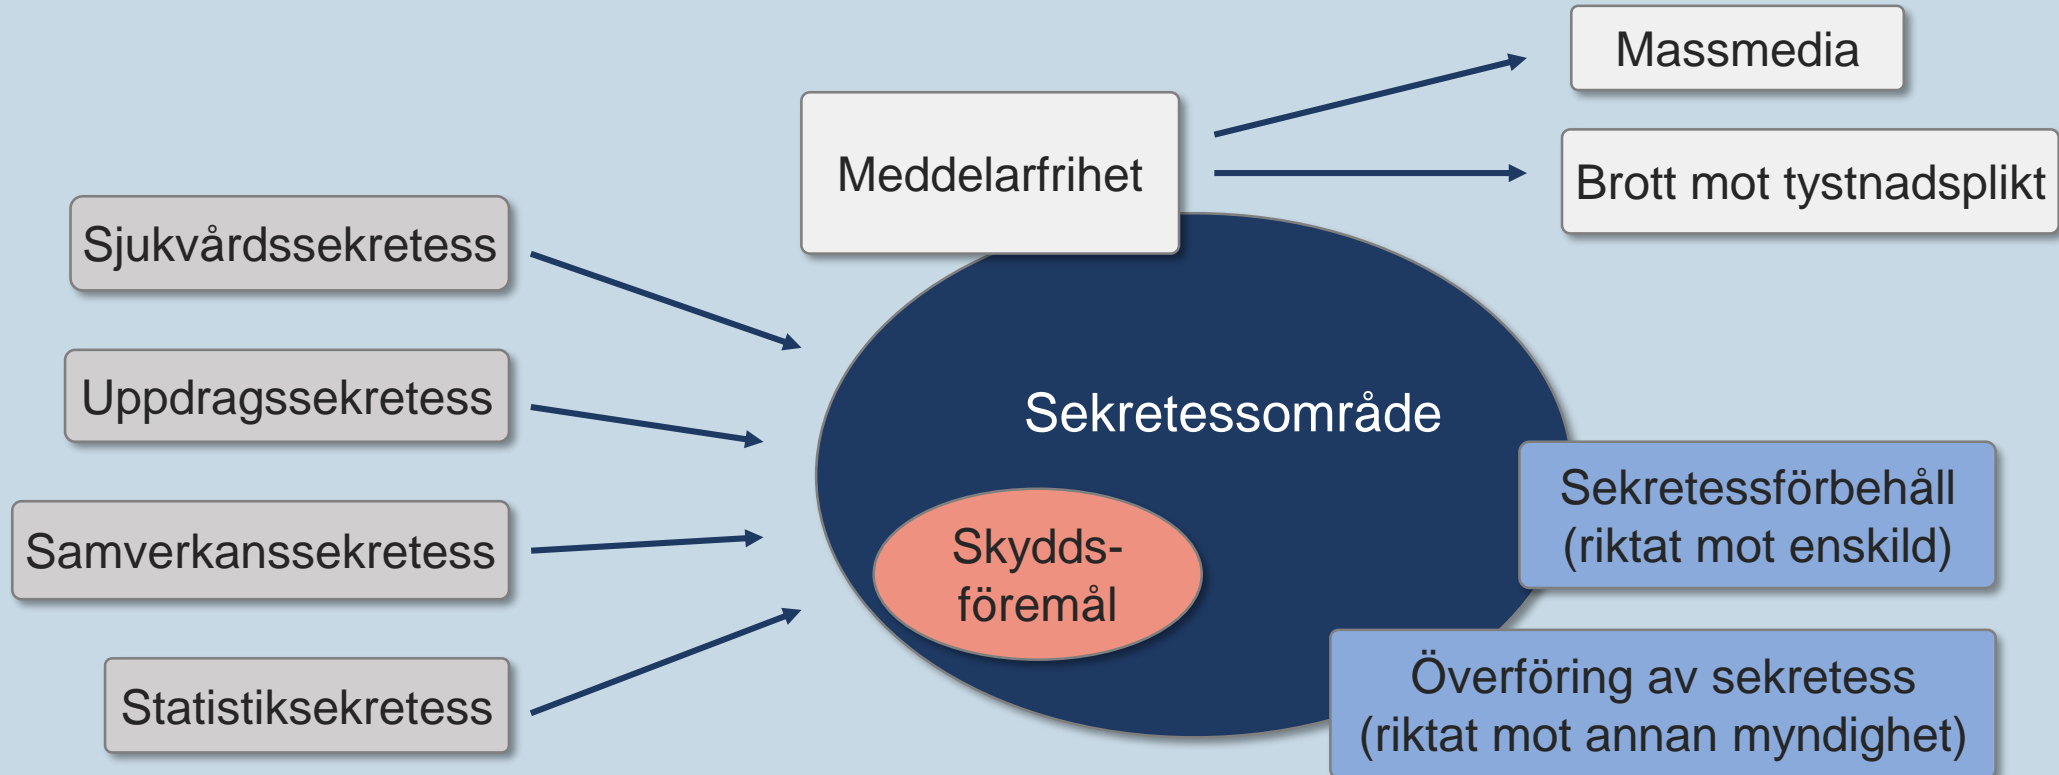 Massmedia
Meddelarfrihet
Brott mot tystnadsplikt
Sjukvårdssekretess
Uppdragssekretess
Samverkanssekretess
Statistiksekretess
Sekretessområde
Skydds-
föremål
Sekretessförbehåll
(riktat mot enskild)
Överföring av sekretess
(riktat mot annan myndighet)